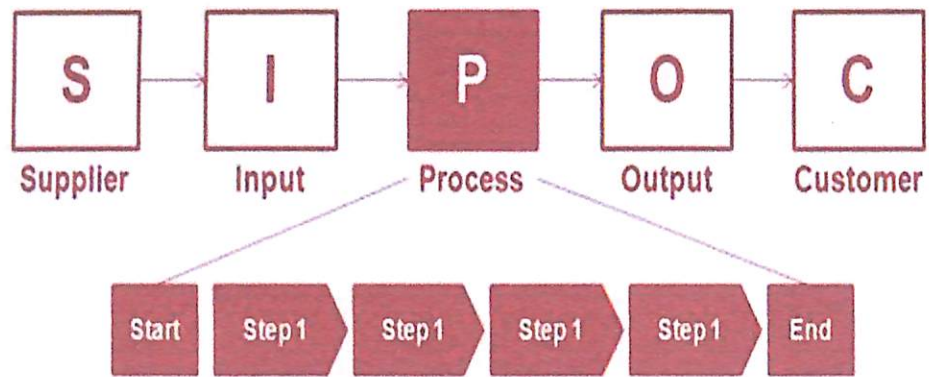 S I P O C
Supplier Input Process Output Customer
Start Step 1 Step 1 Step 1 Step 1 End